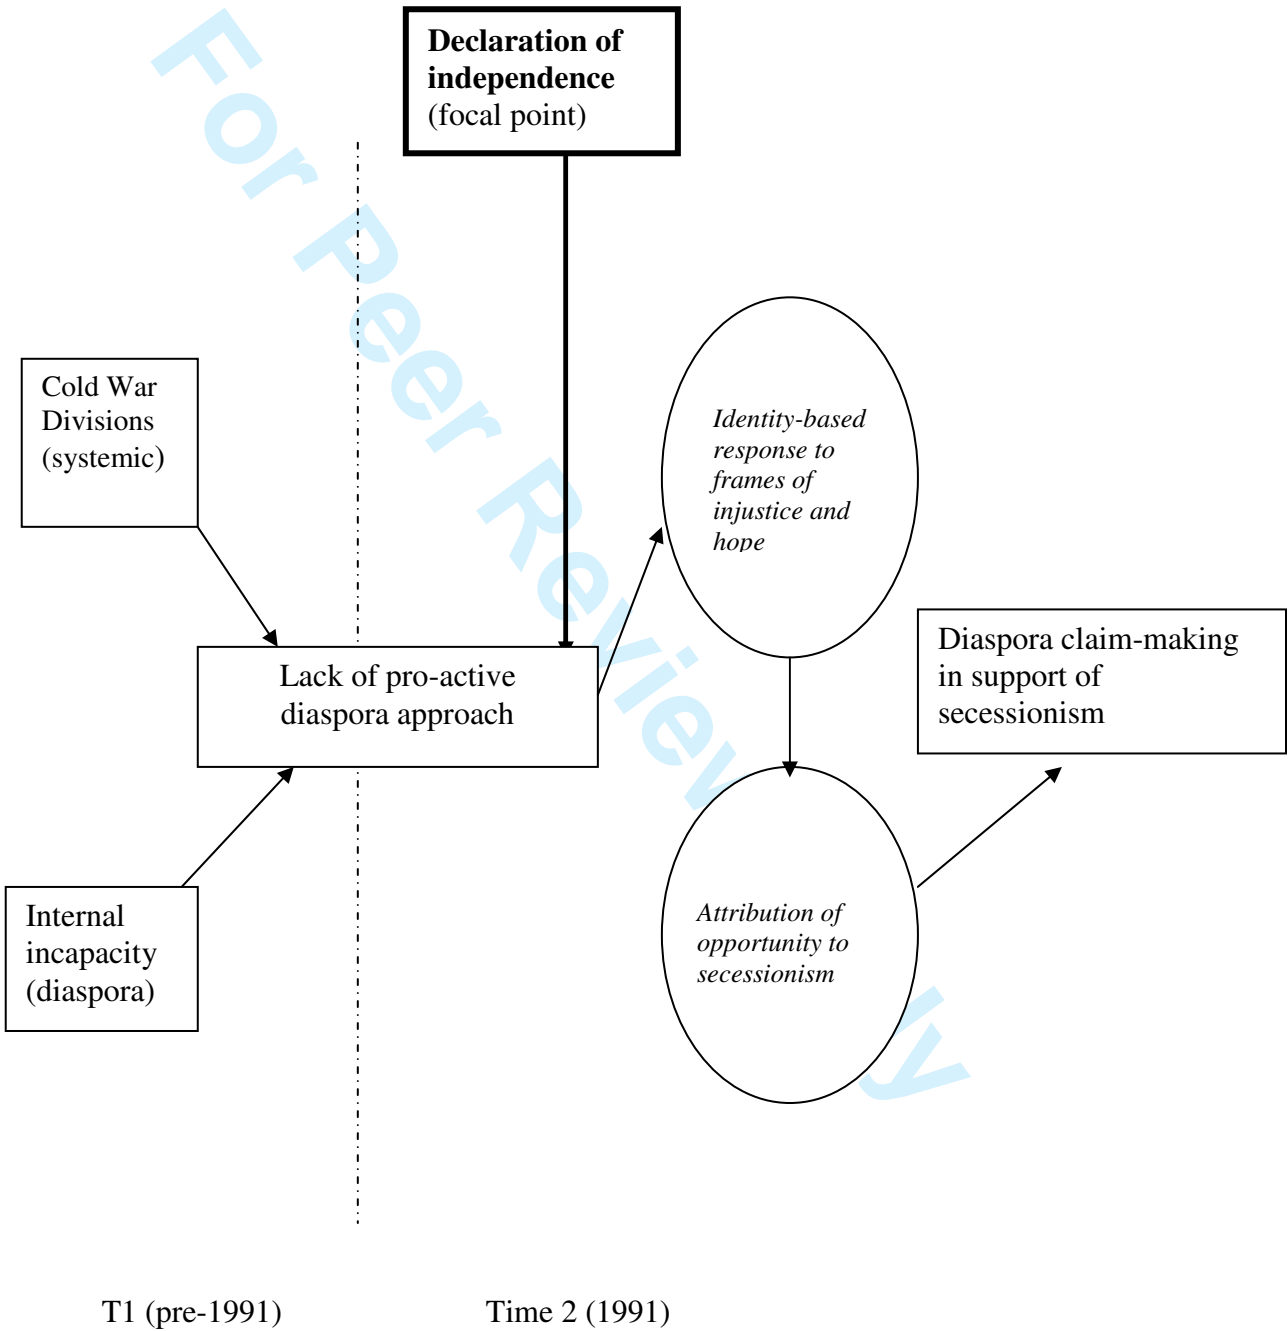 Declaration of
independence
(focal point)
Cold War
Divisions
(systemic)
Identity-based
response to
frames of
injustice and
hope
Lack of pro-active
diaspora approach
Diaspora claim-making
in support of
secessionism
Internal
incapacity
(diaspora)
Attribution of
opportunity to
secessionism
T1 (pre-1991)
Time 2 (1991)
For Peer Review
ly